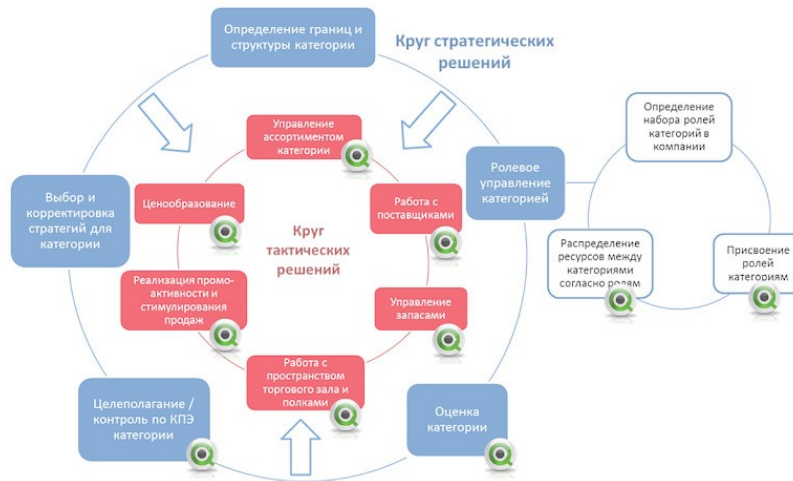 Определение границ и
структуры категории
Круг стратегических
решений
Управление
ассортиментом
категории
Определение
набора ролей
категорий в
компании
Выбор и
корректировка
стратегий для
категории
Ценообразование
Работа с
поставщиками
Ролевое
управление
категорией
Круг
тактических
решений
Распределение
ресурсов между
категориями
согласно ролям
Присвоение
ролей
категориям
Реализация промо-
активности и
стимулирования
продаж
Управление
запасами
Работа с
пространством
торгового зала и
полками
Целеполагание /
контроль по КПЭ
категории
Оценка
категории